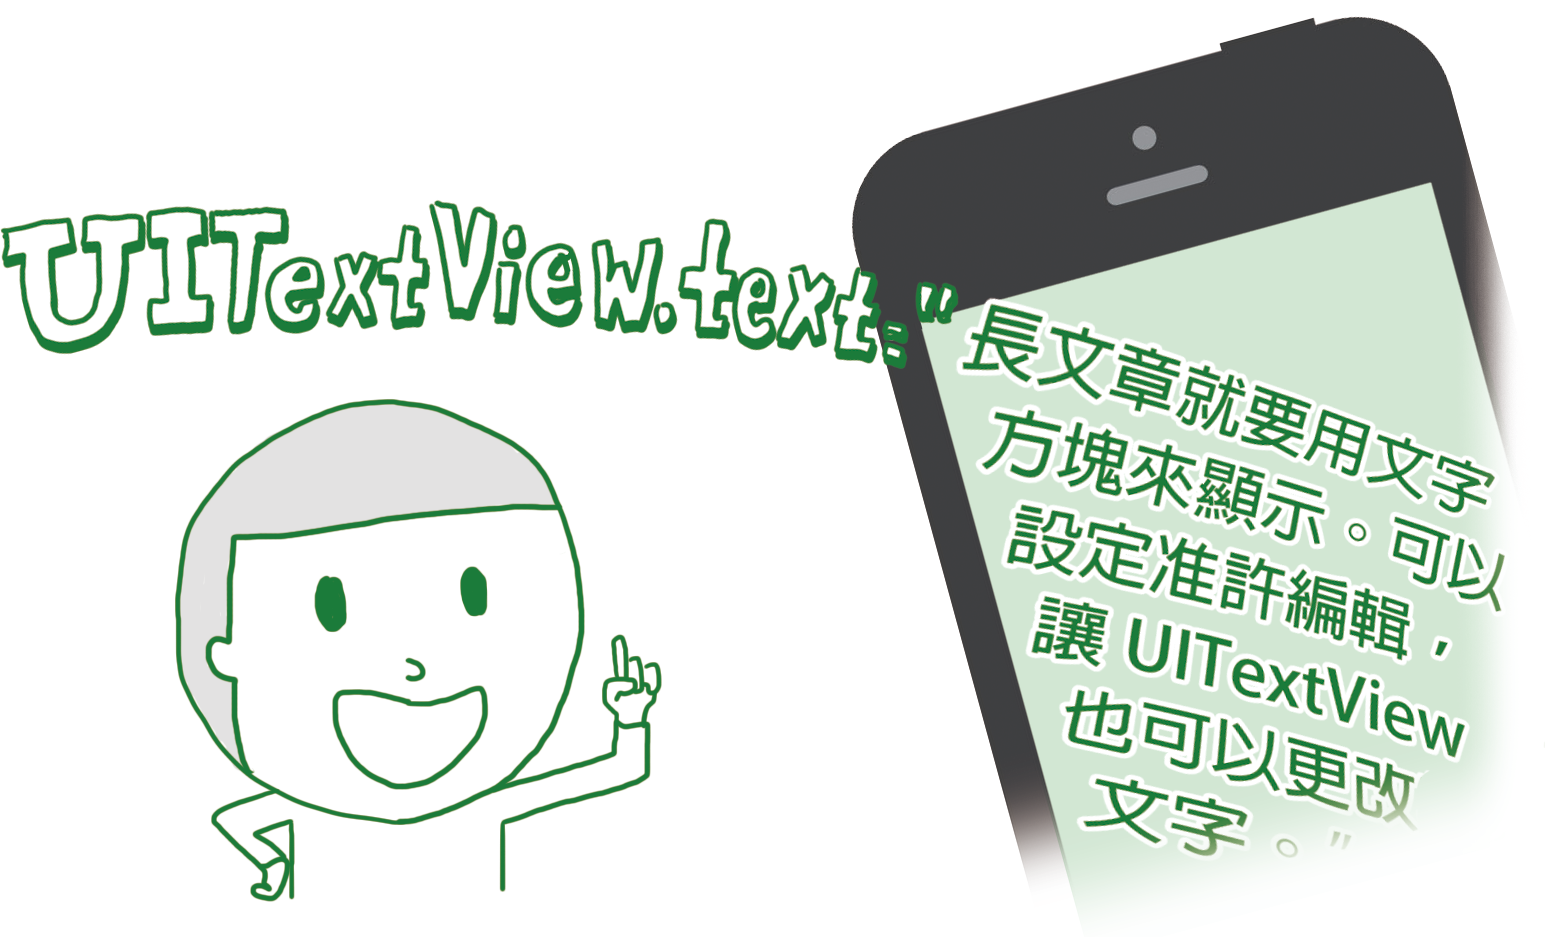 UITextView.text:"
長文章就要用文字
方塊來顯示。可以
設定准許編輯，
讓 UITextView
也可以更改
文字。"